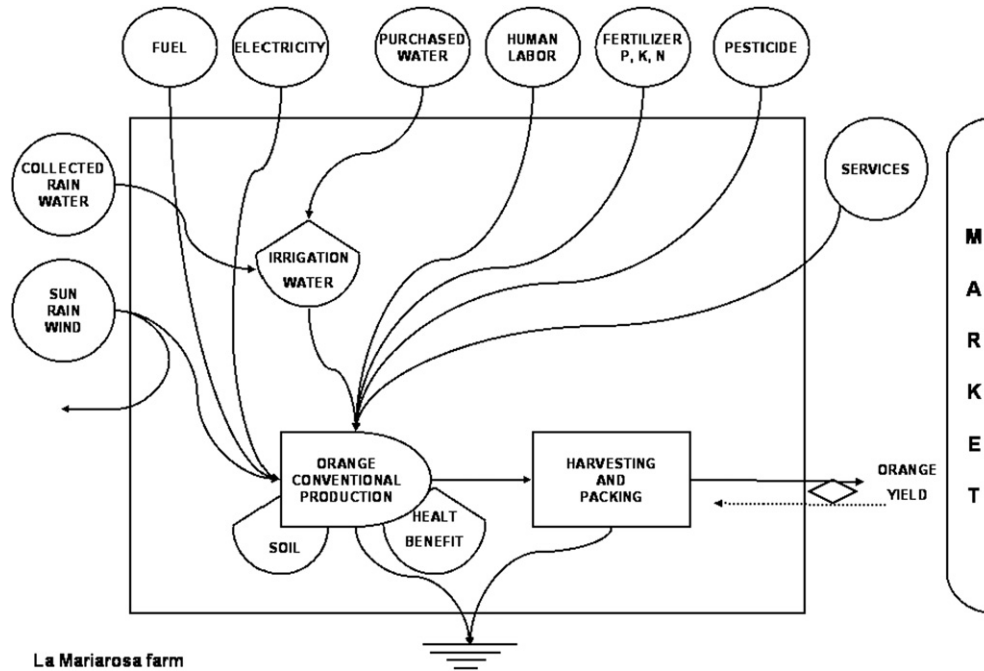 FUEL
ELECTRICITY
PURCHASED
WATER
HUMAN
LABOR
FERTILIZER
P, K, N
PESTICIDE
COLLECTED
RAIN
WATER
SERVICES
SUN
RAIN
WIND
IRRIGATION
WATER
ORANGE
CONVENTIONAL
PRODUCTION
HARVESTING
AND
PACKING
ORANGE
YIELD
SOIL
HEALT
BENEFIT
M
A
R
K
E
T
La Mariarosa farm